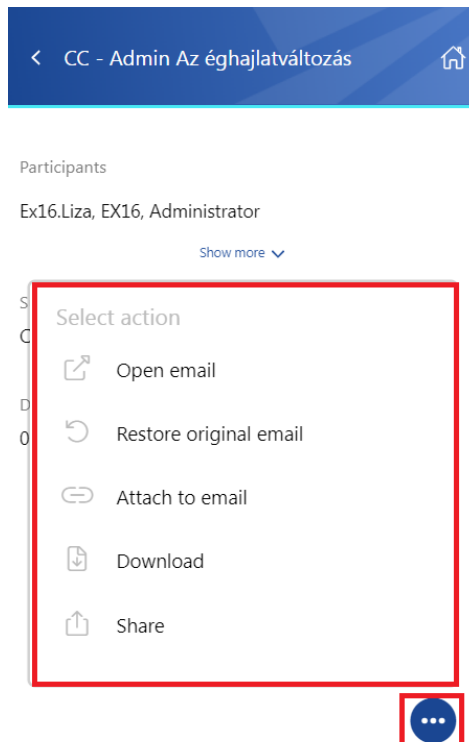 CC - Admin Az éghajlatváltozás
Participants
Ex16.Liza, EX16, Administrator
Show more
S
C
D
0
Select action
Open email
Restore original email
Attach to email
Download
Share